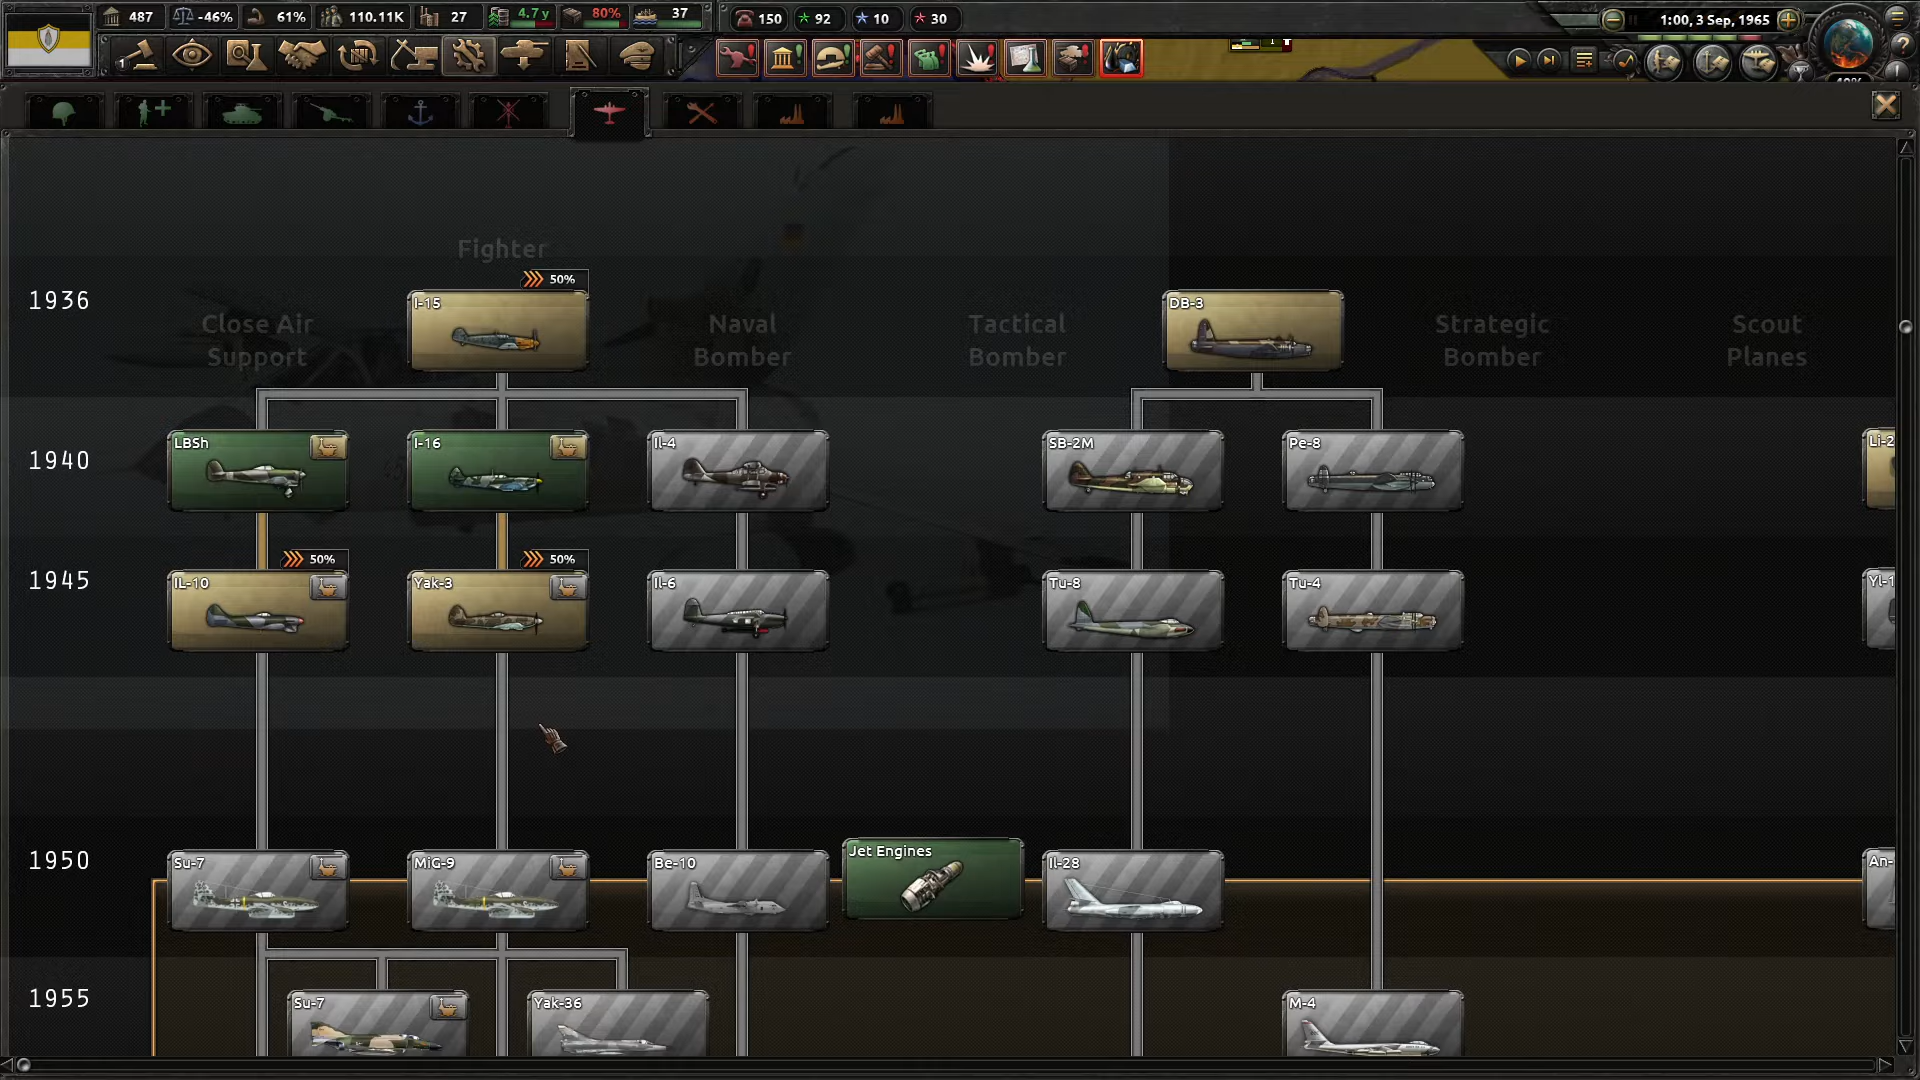 487 -46% 61% 110.11K 27 4.7 y 80% 37 150 92 10 30 1:00, 3 Sep, 1965
1
Fighter
50%
1936 I-15 DB-3
Close Air Support
Naval Bomber
Tactical Bomber
Strategic Bomber
Scout Planes
1940 LBSh I-16 Il-4 SB-2M Pe-8 Li-2
50% 50%
1945 IL-10 Yak-3 Il-6 Tu-8 Tu-4 Yl-1
1950 Su-7 MiG-9 Be-10 Jet Engines Il-28 An-
1955 Su-7 Yak-36 M-4